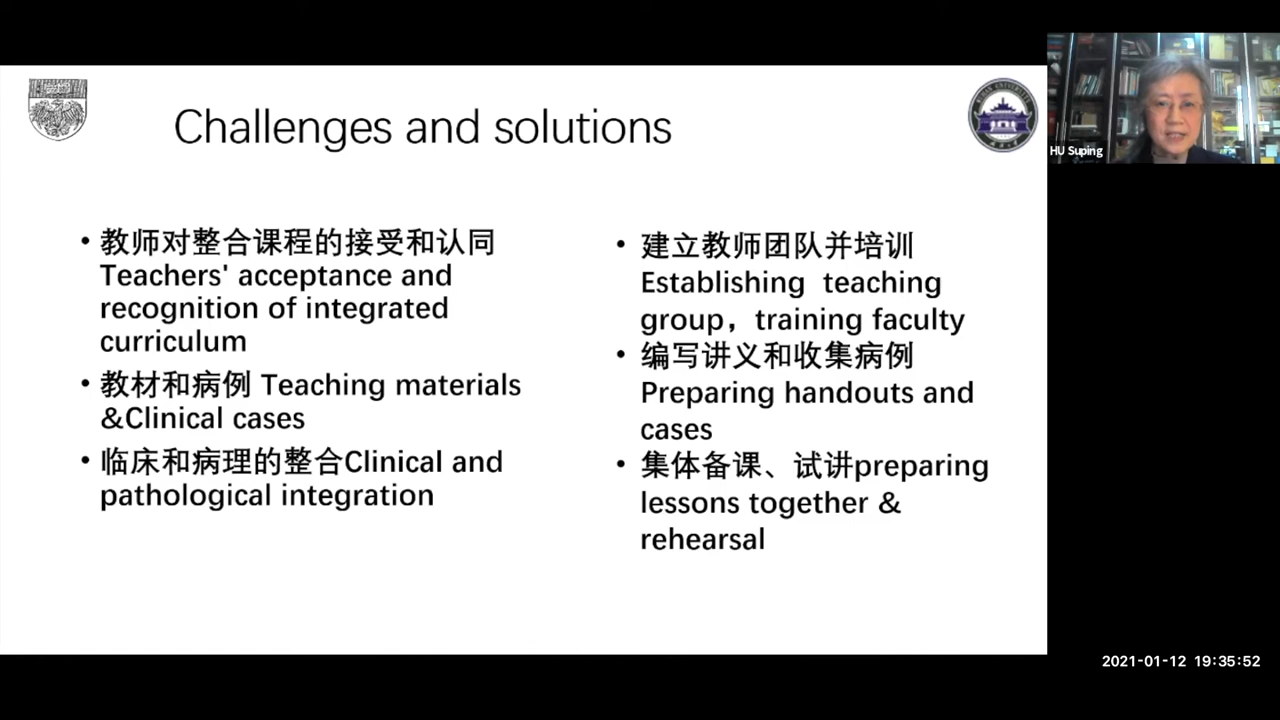 Challenges and solutions
• 教师对整合课程的接受和认同
Teachers' acceptance and
recognition of integrated
curriculum
• 教材和病例 Teaching materials
&Clinical cases
• 临床和病理的整合Clinical and
pathological integration
• 建立教师团队并培训
Establishing teaching
group，training faculty
• 编写讲义和收集病例
Preparing handouts and
cases
• 集体备课、试讲preparing
lessons together &
rehearsal
HU Suping
2021-01-12 19:35:52